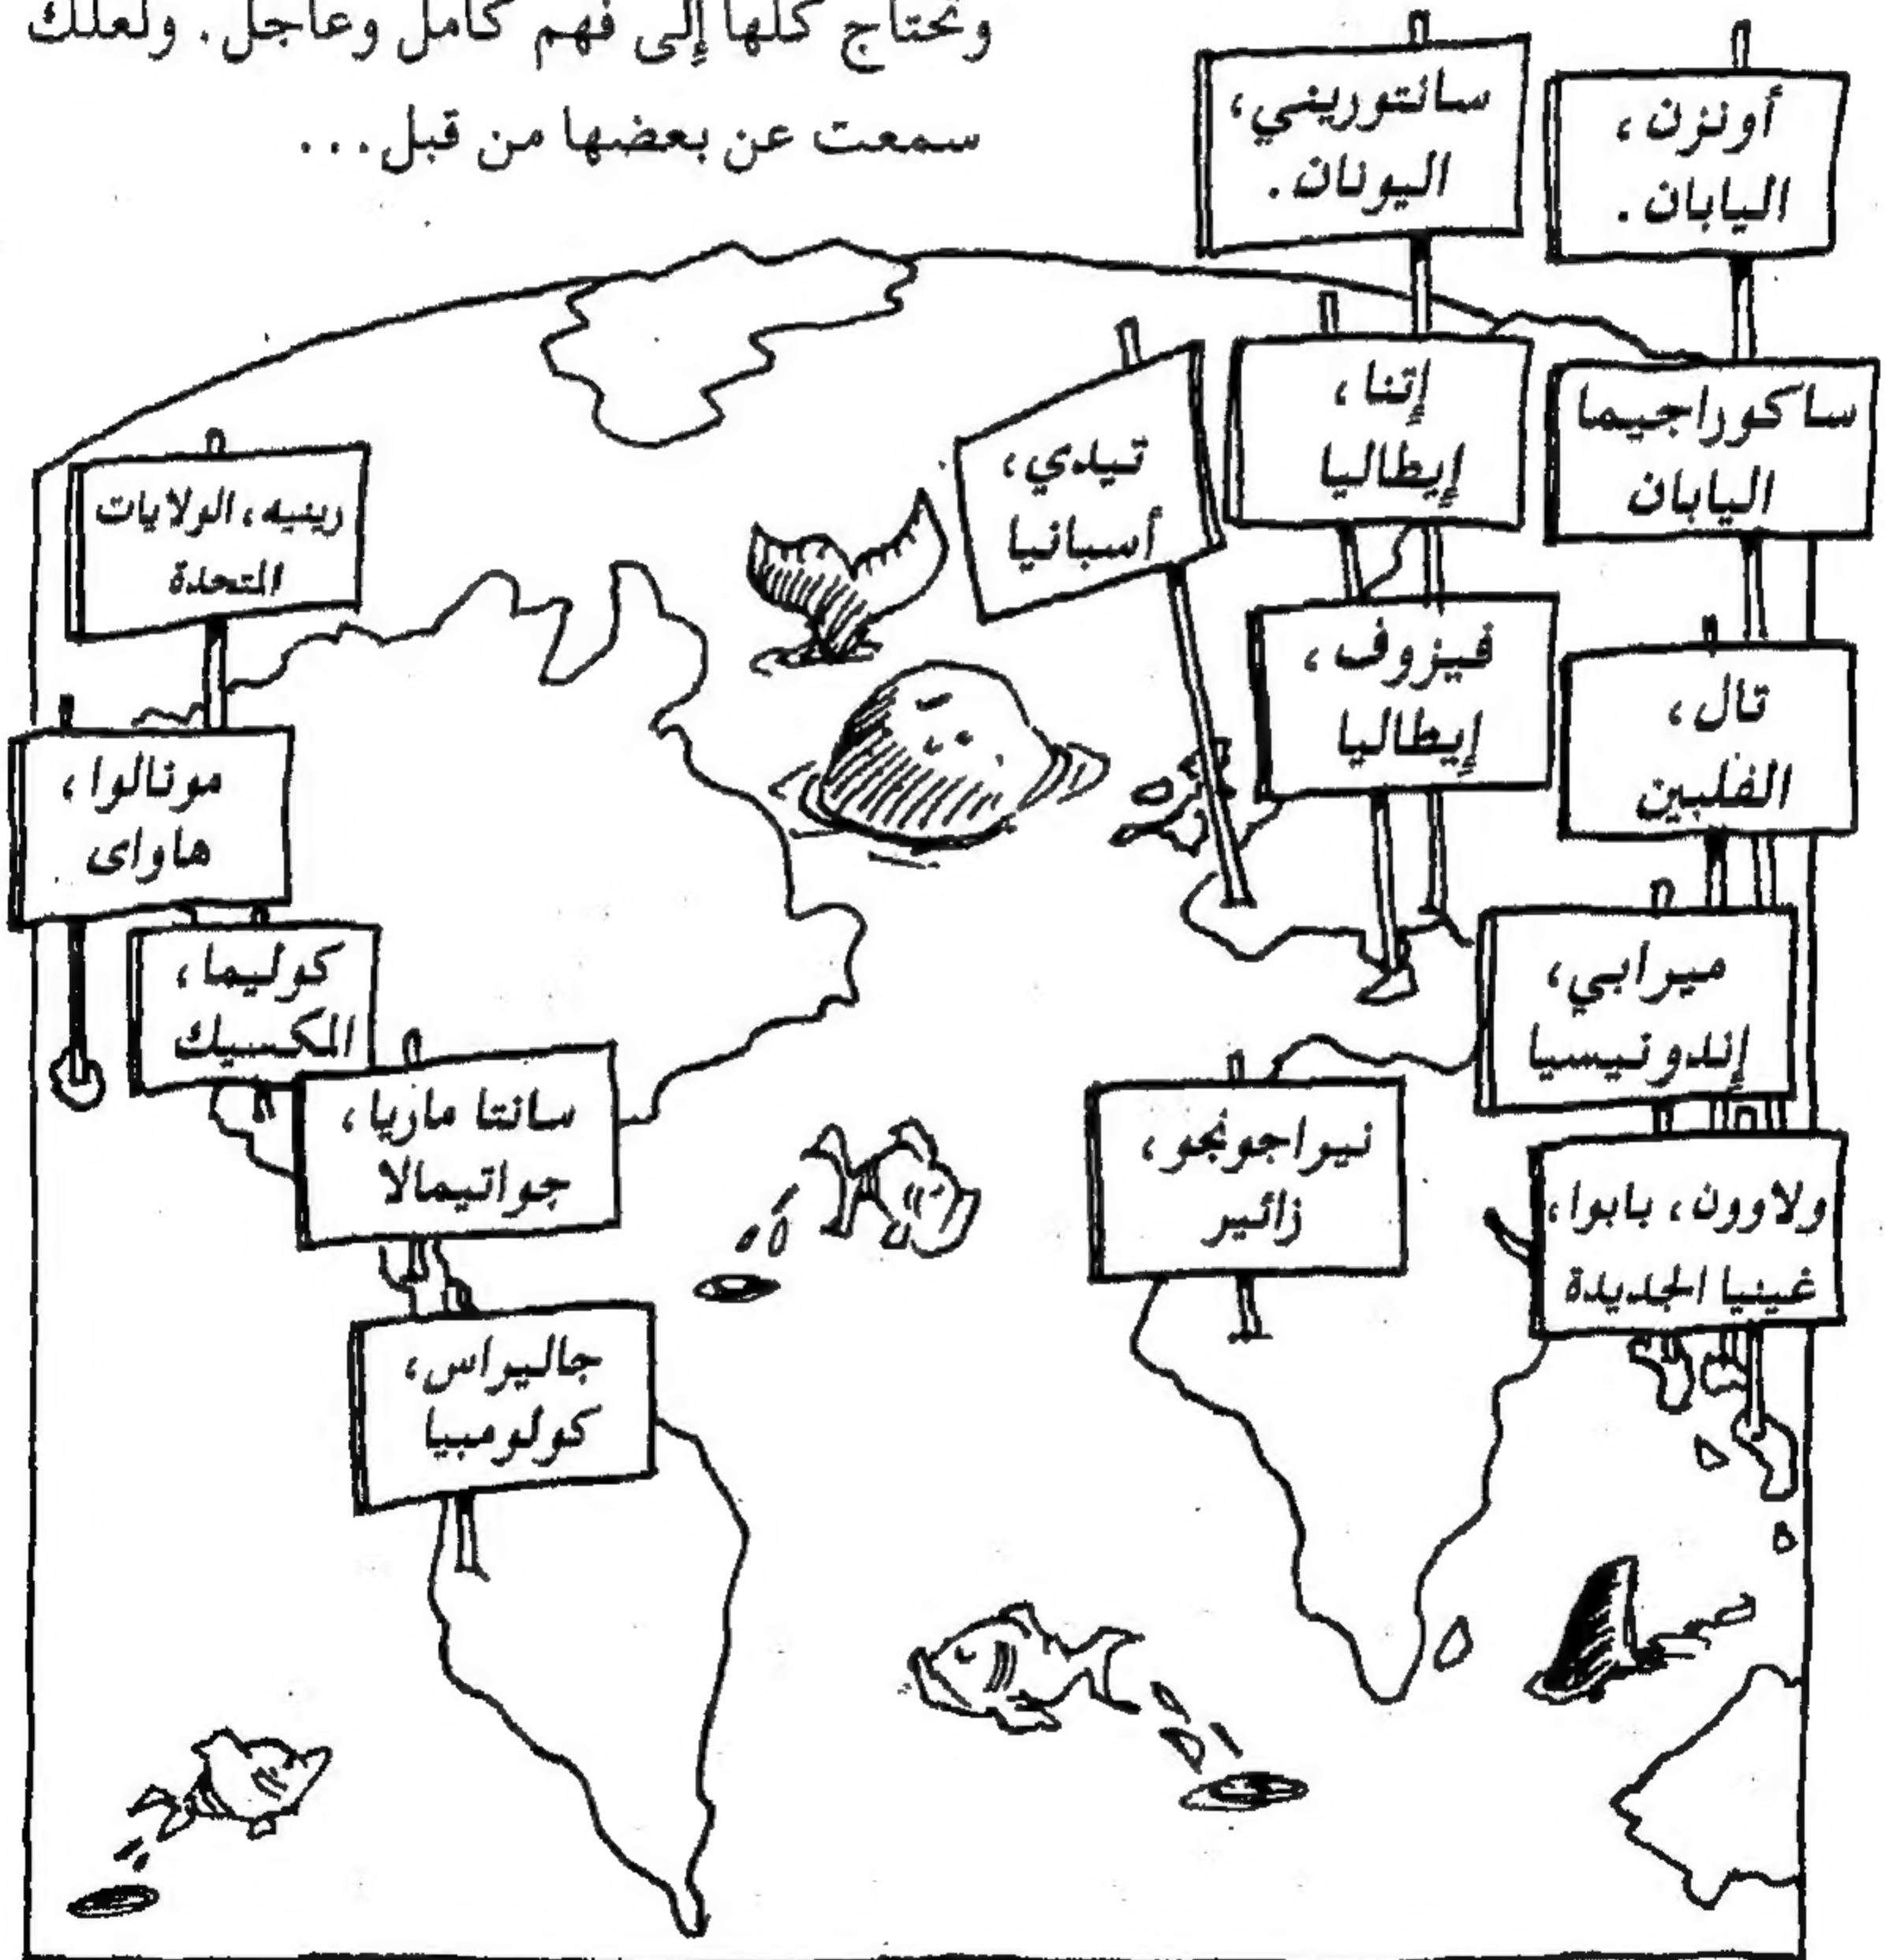 وتحتاج كلها إلى فهم كامل وعاجل. ولعلك
سمعت عن بعضها من قبل...
أونزن،
اليابان.
سانتوريني،
اليونان.
ساكوراجيما
اليابان
إتنا،
إيطاليا
تيدي،
أسبانيا
رينيه، الولايات
المتحدة
تال،
الفلبين
فيزوف،
إيطاليا
مونالوا،
هاواى
ميرابي،
إندونيسيا
كوليما،
المكسيك
ولاوون، بابوا،
غينيا الجديدة
نيراجونجو،
زائير
سانتا ماريا،
جواتيمالا
جاليراس،
كولومبيا